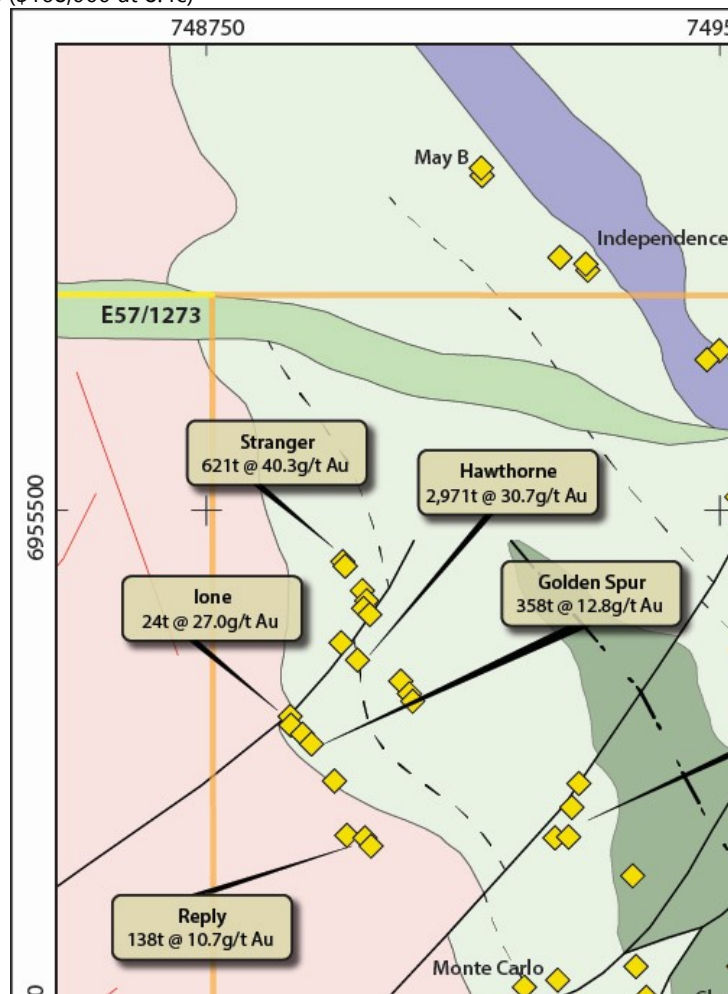 748750
May B
Independence
E57/1273
Stranger
621t @ 40.3g/t Au
Hawthorne
2,971t @ 30.7g/t Au
6955500
Ione
24t @ 27.0g/t Au
Golden Spur
358t @ 12.8g/t Au
Reply
138t @ 10.7g/t Au
Monte Carlo